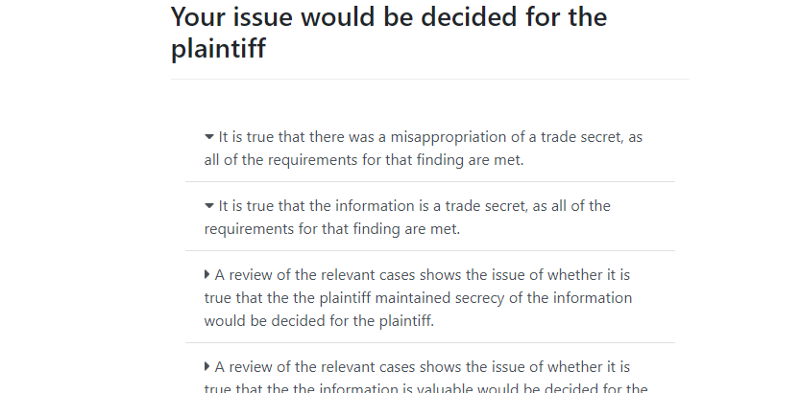 Your issue would be decided for the
plaintiff
It is true that there was a misappropriation of a trade secret, as
all of the requirements for that finding are met.
It is true that the information is a trade secret, as all of the
requirements for that finding are met.
A review of the relevant cases shows the issue of whether it is
true that the the plaintiff maintained secrecy of the information
would be decided for the plaintiff.
A review of the relevant cases shows the issue of whether it is
true that the the information is valuable would be decided for the